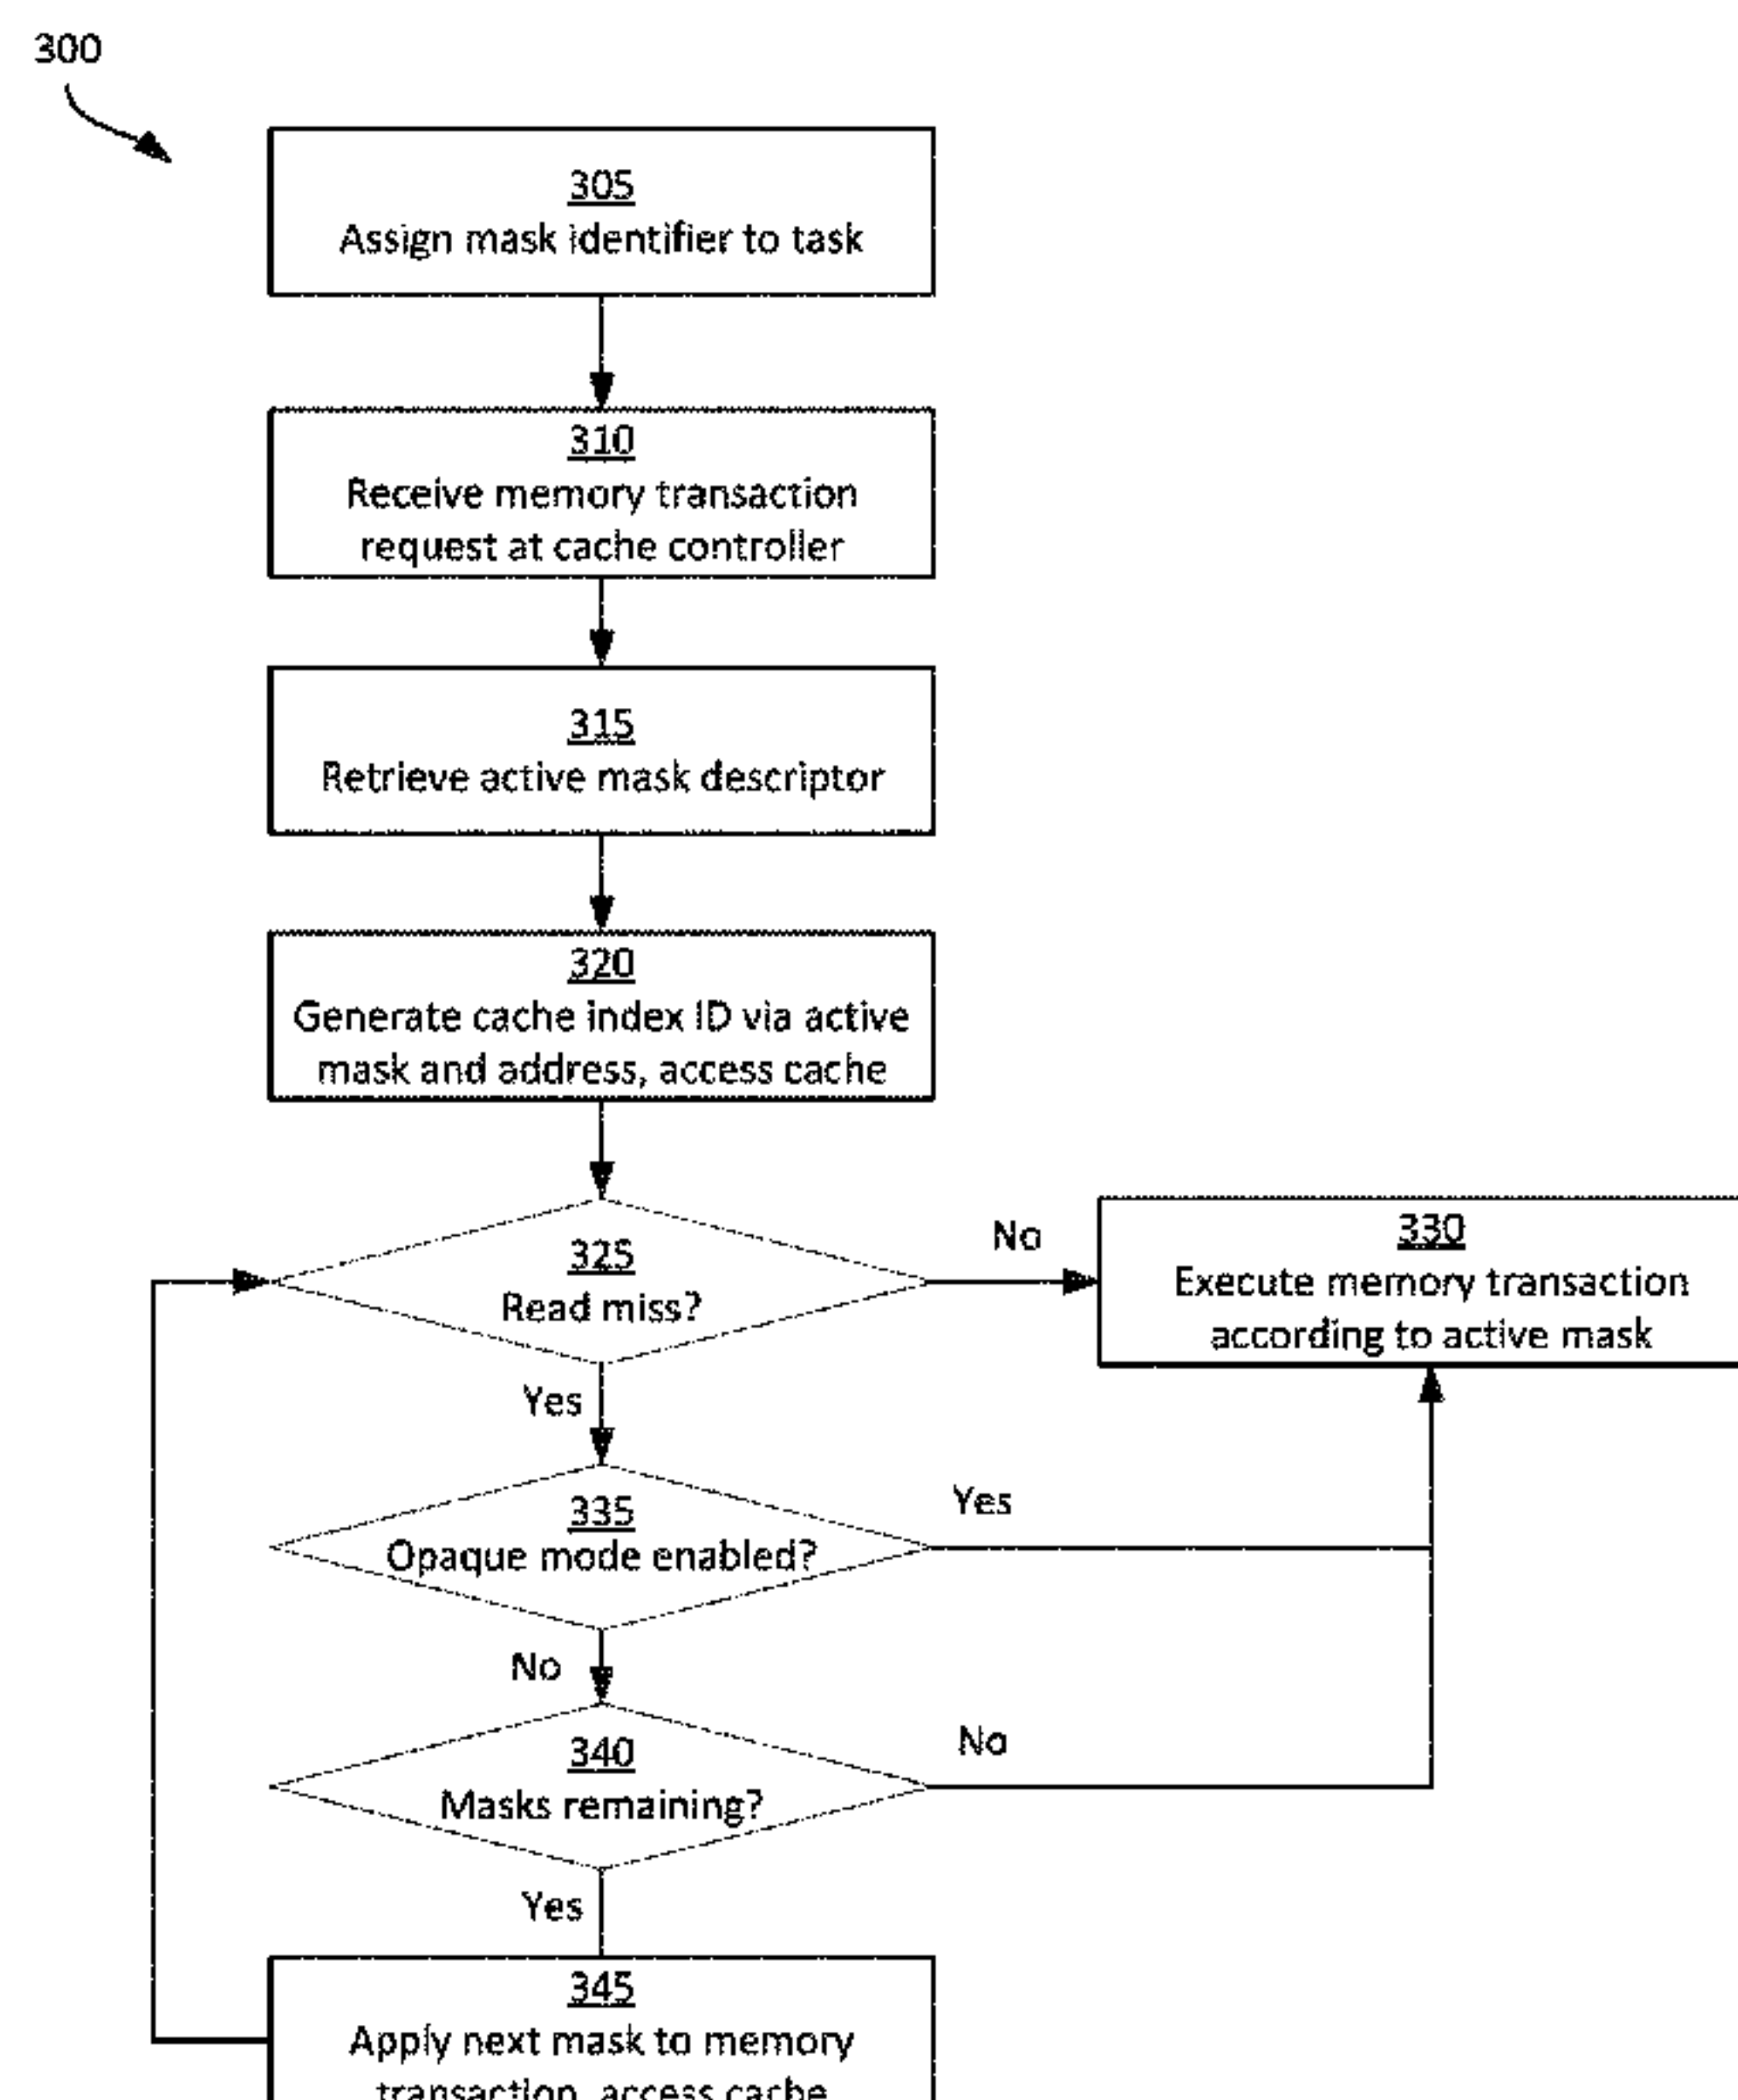 300
305
Assign mask identifier to task
310
Receive memory transaction
request at cache controller
315
Retrieve active mask descriptor
320
Generate cache index ID via active
mask and address, access cache
325
Read miss?
No
330
Execute memory transaction
according to active mask
Yes
335
Opaque mode enabled?
Yes
No
340
Masks remaining?
No
Yes
345
Apply next mask to memory
transaction, access cache